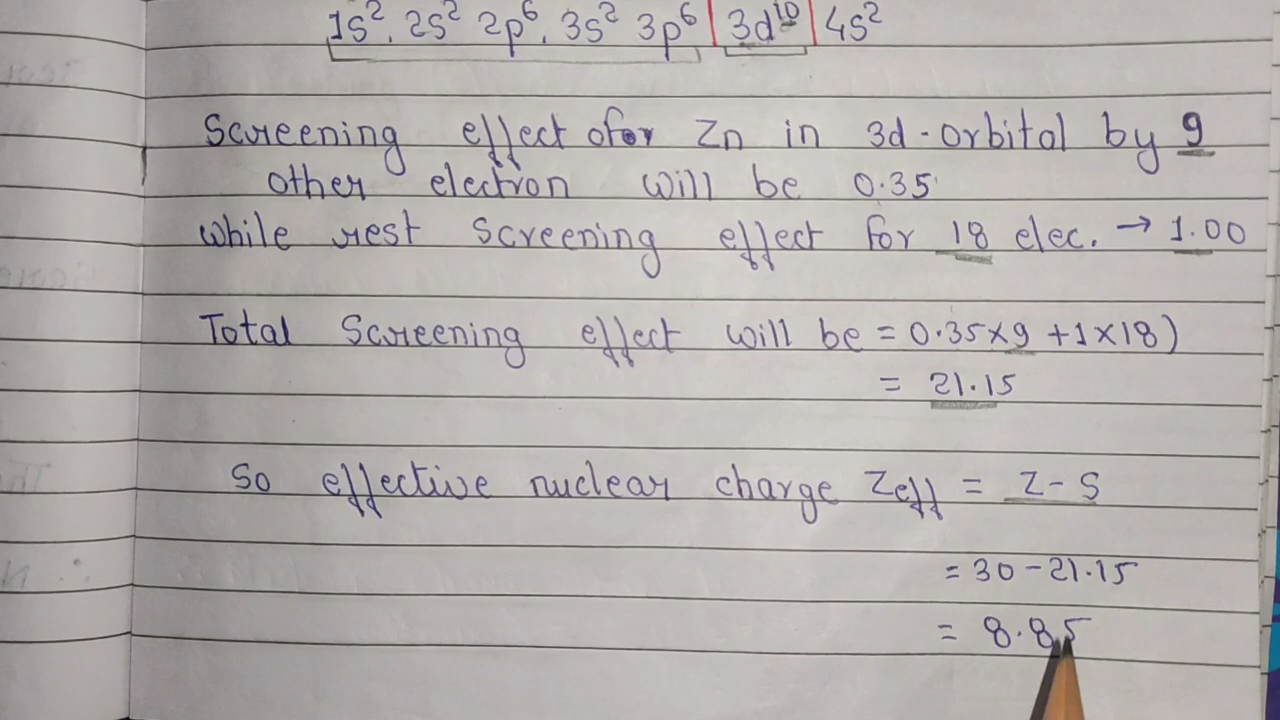 1s². 2s² 2p⁶. 3s² 3p⁶ | 3d¹⁰ | 4s²
Screening effect ofor Zn in 3d-orbital by 9
other electron will be 0.35
while rest screening effect for 18 elec. → 1.00
Total Screening effect will be = 0.35×9 +1×18)
= 21.15
So effective nuclear charge Zeff = Z-S
= 30-21.15
= 8.85